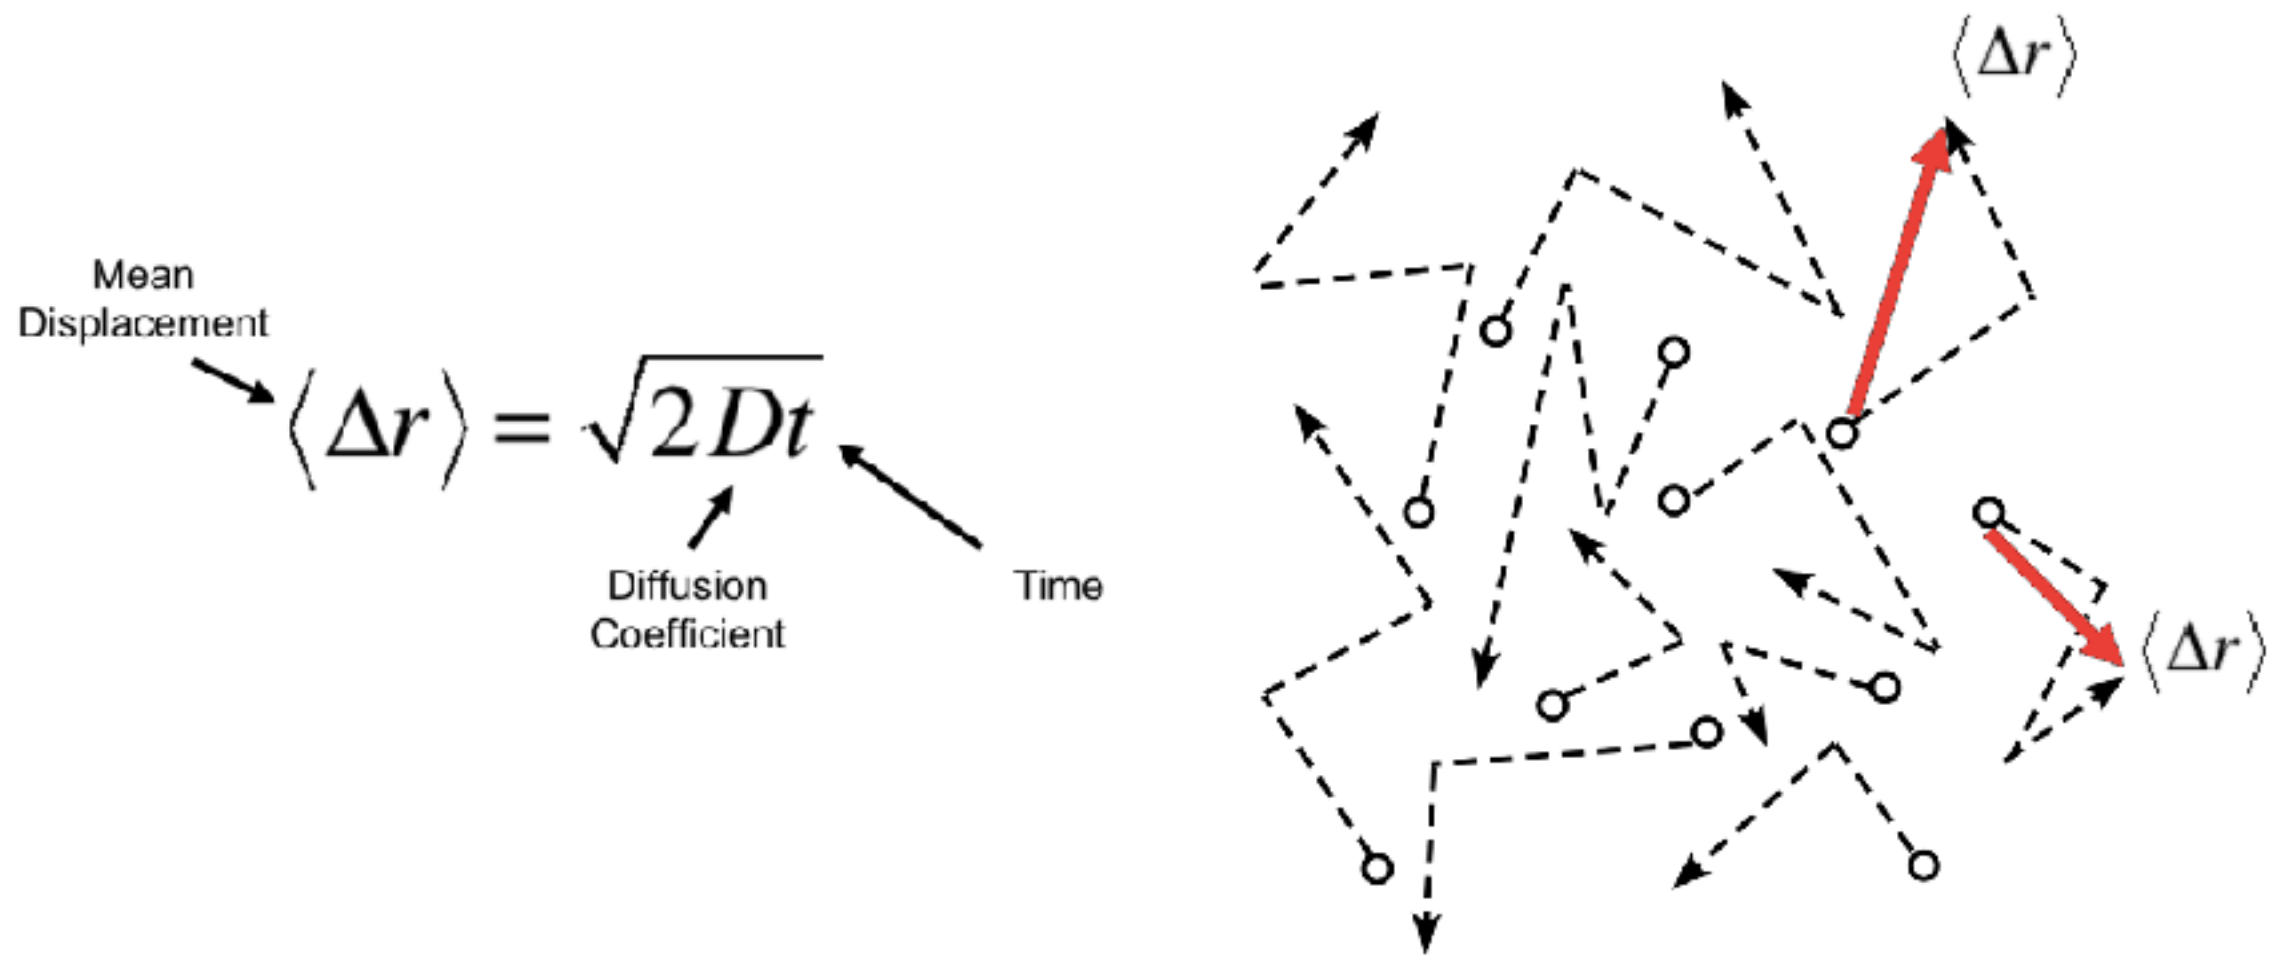 Mean
Displacement
⟨Δr⟩ = √2Dt
Diffusion
Coefficient
Time
⟨Δr⟩
⟨Δr⟩